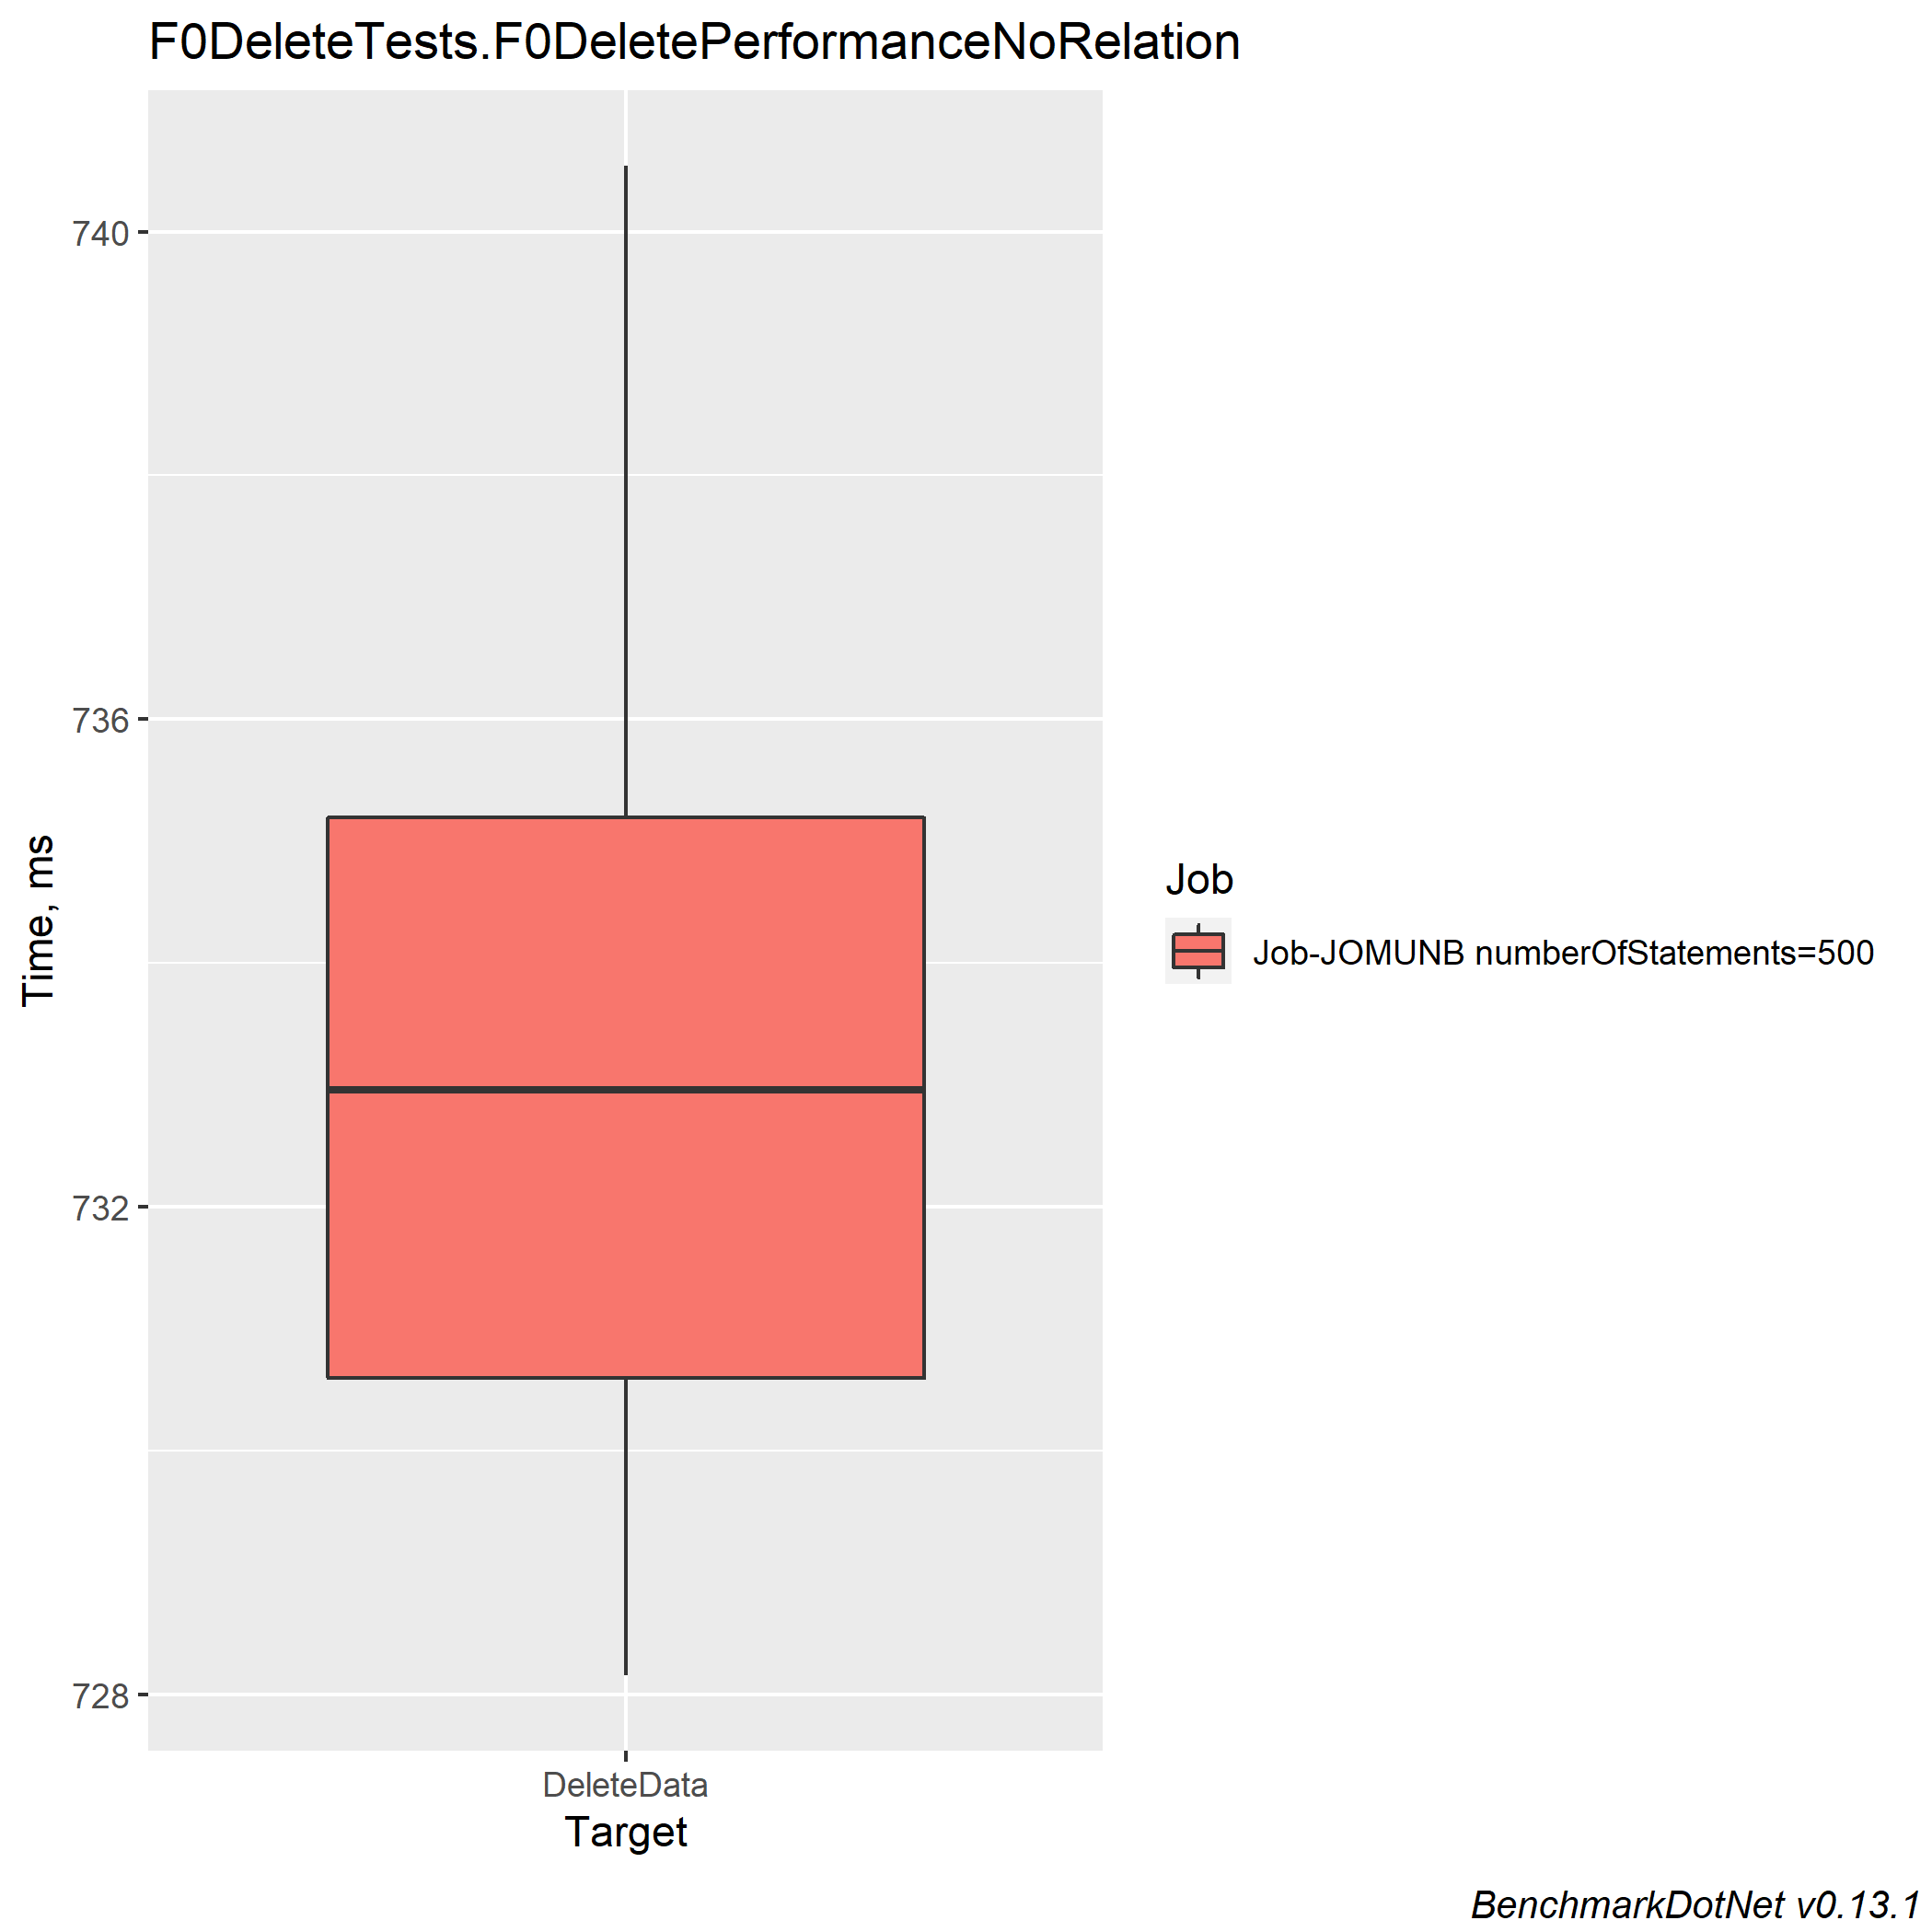 F0DeleteTests.F0DeletePerformanceNoRelation
740
736
732
728
Time, ms
DeleteData
Target
Job
Job-JOMUNB numberOfStatements=500
BenchmarkDotNet v0.13.1